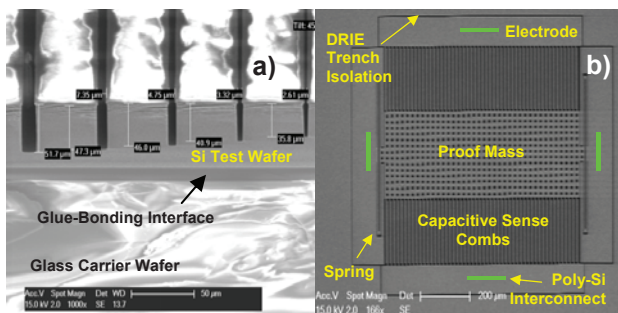 Tilt: 45
a)
7.35 µm
4.75 µm
3.32 µm
2.61 µm
51.7 µm
47.3 µm
46.0 µm
40.9 µm
35.8 µm
Si Test Wafer
Glue-Bonding Interface
Glass Carrier Wafer
Acc.V Spot Magn Det WD
15.0 kV 2.0 1000x SE 13.7
50 µm
DRIE
Trench
Isolation
Electrode
b)
Proof Mass
Capacitive Sense
Combs
Spring
Poly-Si
Interconnect
Acc.V Spot Magn Det
15.0 kV 2.0 166x SE
200 µm